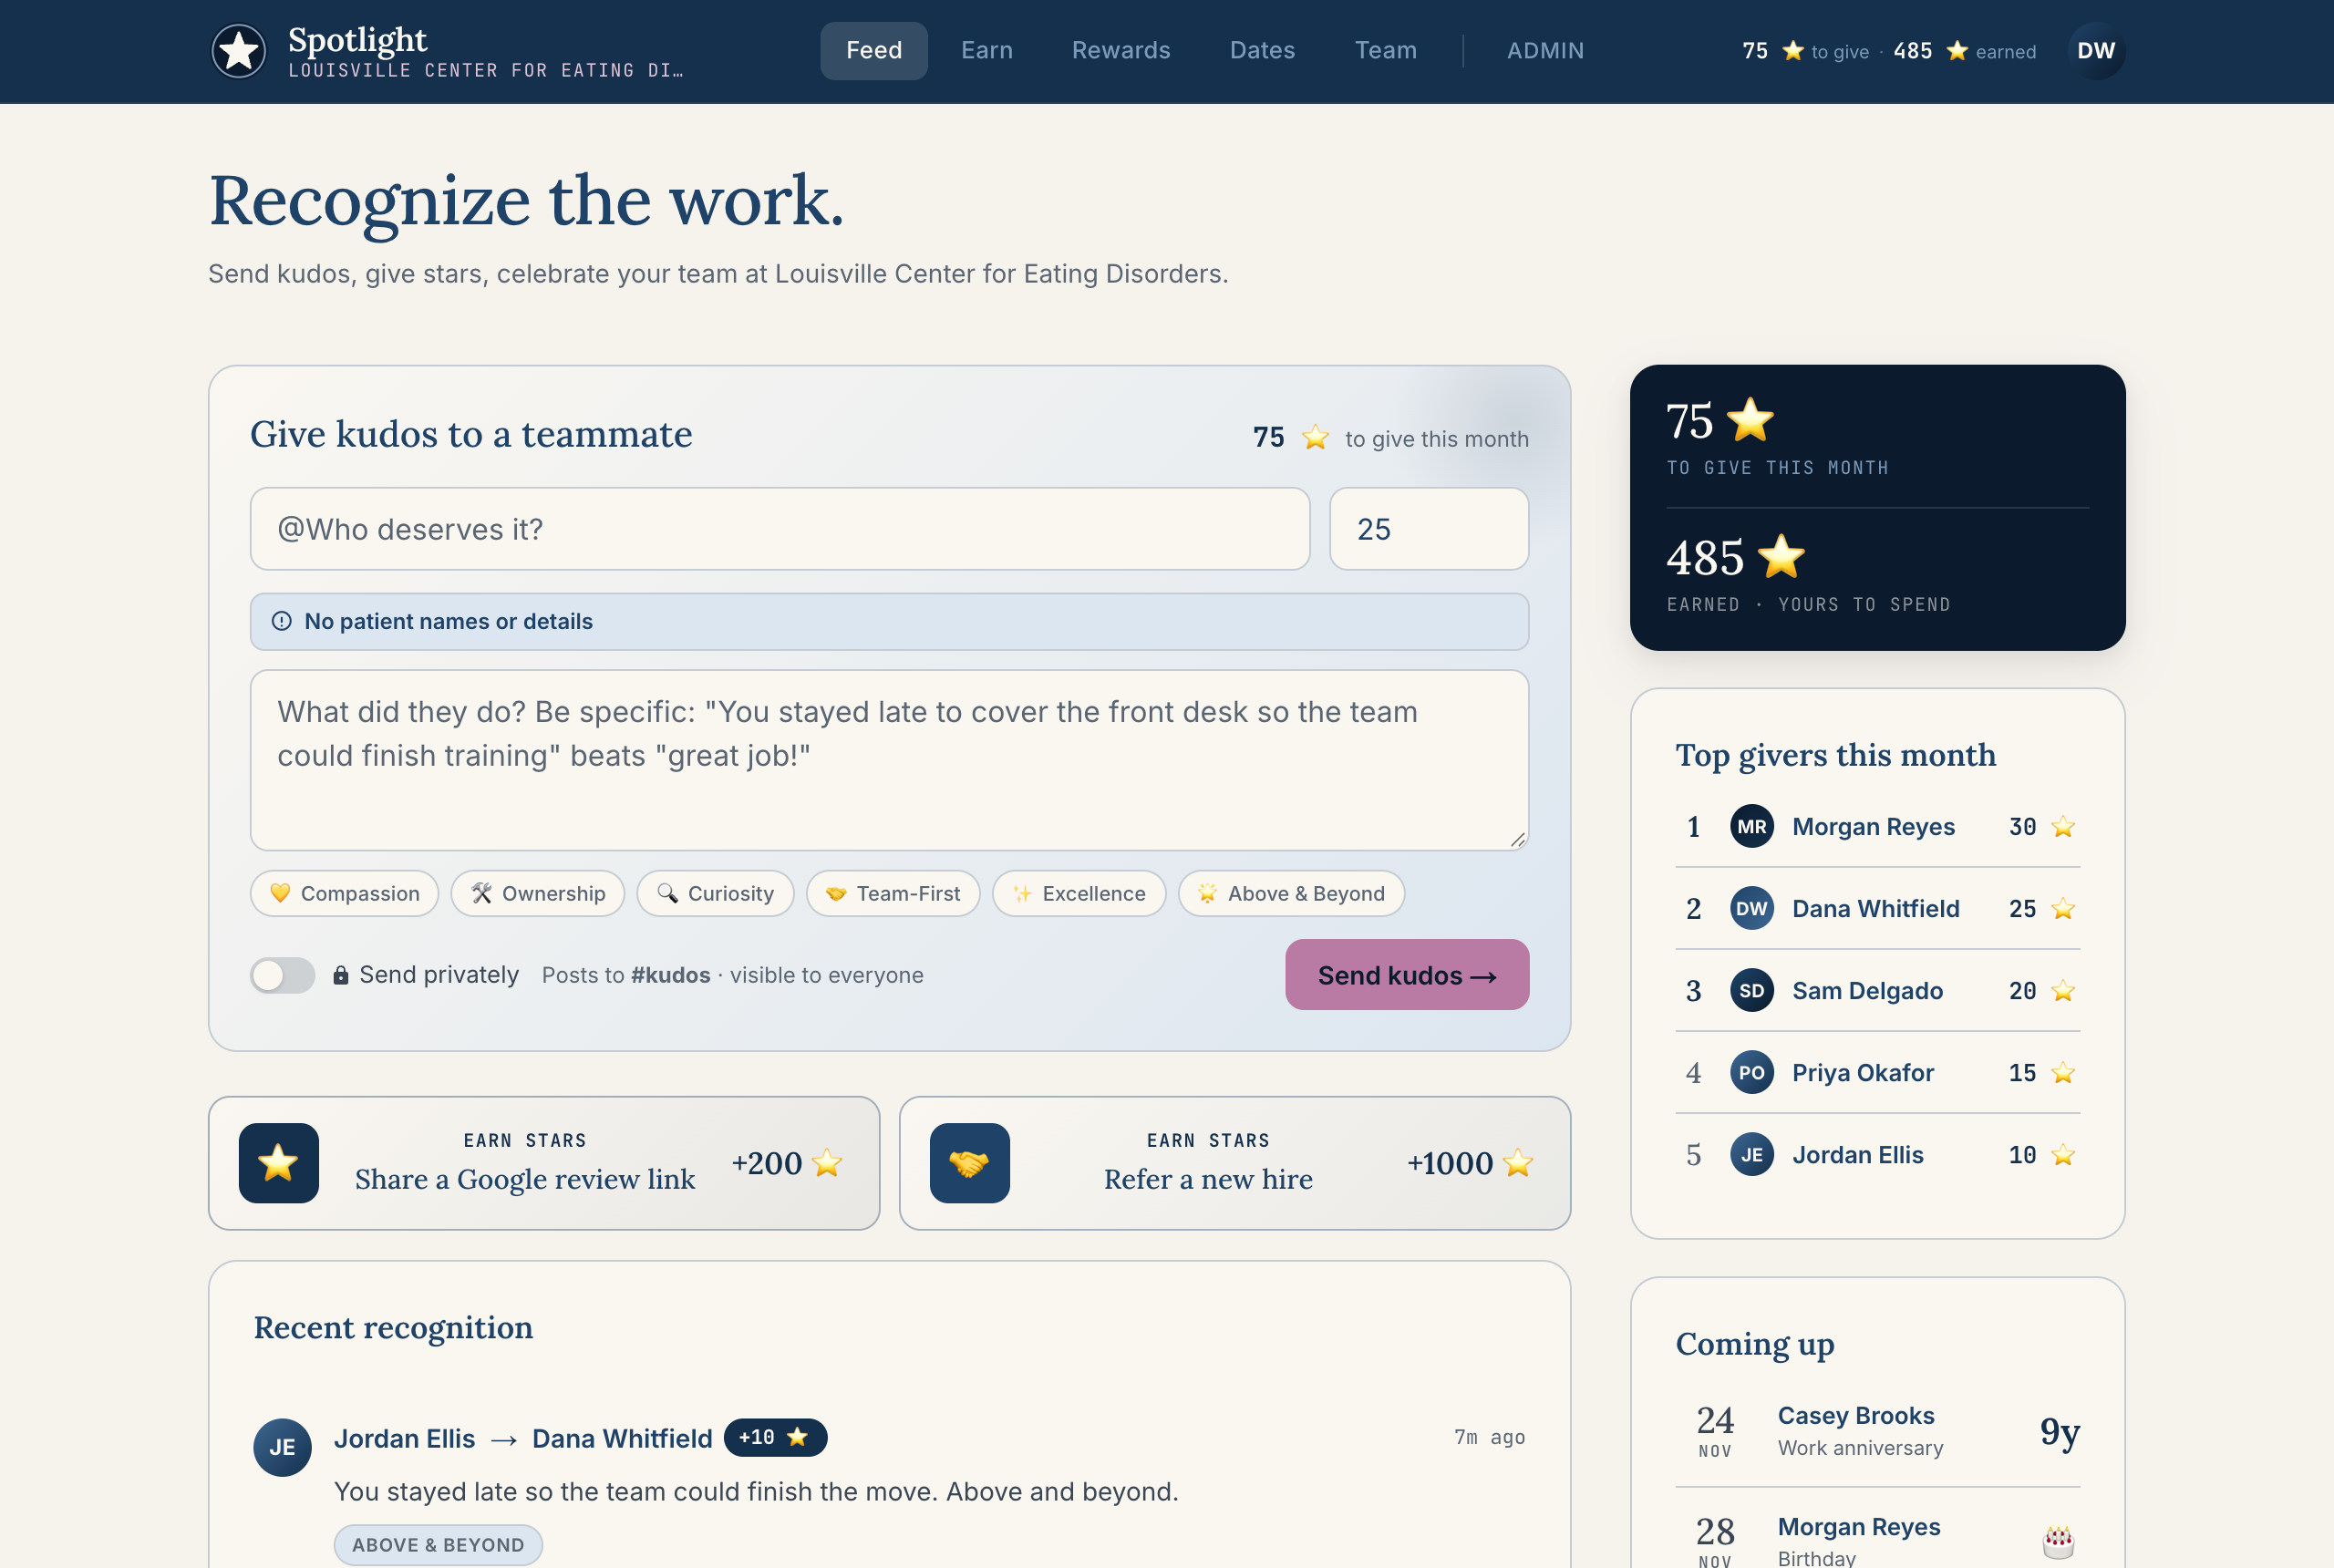 Spotlight
LOUISVILLE CENTER FOR EATING DI…
Feed
Earn
Rewards
Dates
Team
ADMIN
75 ⭐ to give · 485 ⭐ earned
DW
Recognize the work.
Send kudos, give stars, celebrate your team at Louisville Center for Eating Disorders.
Give kudos to a teammate
75 ⭐ to give this month
@Who deserves it?
25
No patient names or details
What did they do? Be specific: "You stayed late to cover the front desk so the team
could finish training" beats "great job!"
💛 Compassion
🛠️ Ownership
🔍 Curiosity
🤝 Team-First
✨ Excellence
🌟 Above & Beyond
🔒 Send privately
Posts to #kudos · visible to everyone
Send kudos →
EARN STARS
Share a Google review link
+200 ⭐
EARN STARS
Refer a new hire
+1000 ⭐
Recent recognition
JE
Jordan Ellis → Dana Whitfield +10 ⭐
7m ago
You stayed late so the team could finish the move. Above and beyond.
ABOVE & BEYOND
75 ⭐
TO GIVE THIS MONTH
485 ⭐
EARNED · YOURS TO SPEND
Top givers this month
1 MR Morgan Reyes 30 ⭐
2 DW Dana Whitfield 25 ⭐
3 SD Sam Delgado 20 ⭐
4 PO Priya Okafor 15 ⭐
5 JE Jordan Ellis 10 ⭐
Coming up
24 NOV
Casey Brooks
Work anniversary
9y
28 NOV
Morgan Reyes
Birthday